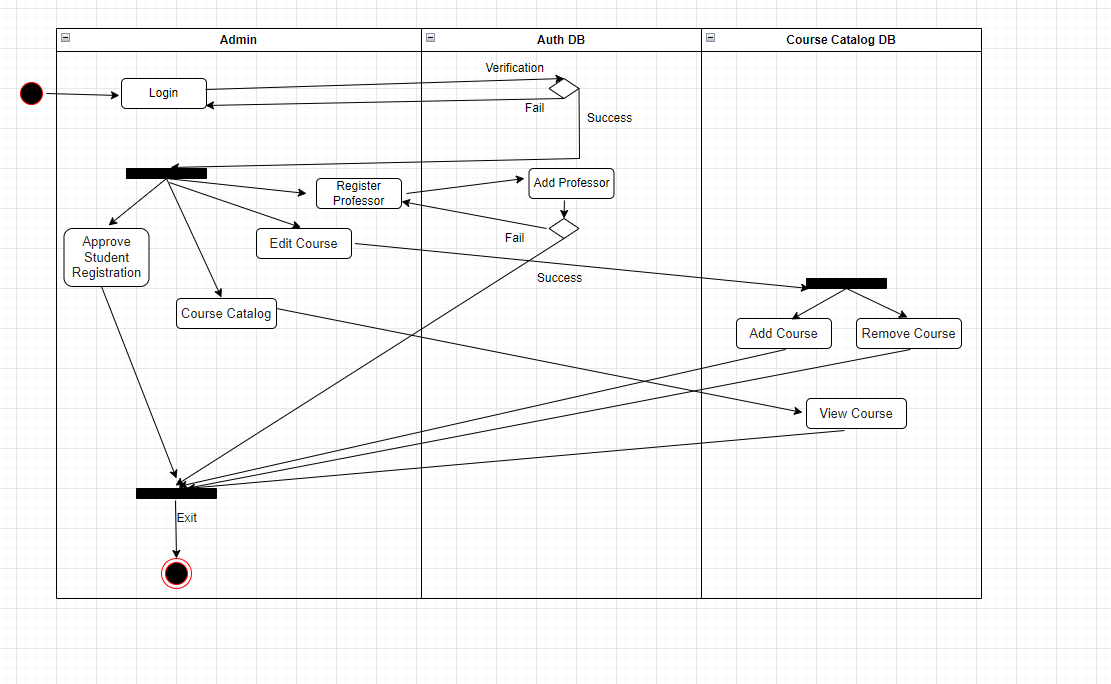 Admin
Auth DB
Course Catalog DB
Verification
Login
Fail
Success
Register
Professor
Add Professor
Approve
Student
Registration
Edit Course
Fail
Success
Course Catalog
Add Course
Remove Course
View Course
Exit